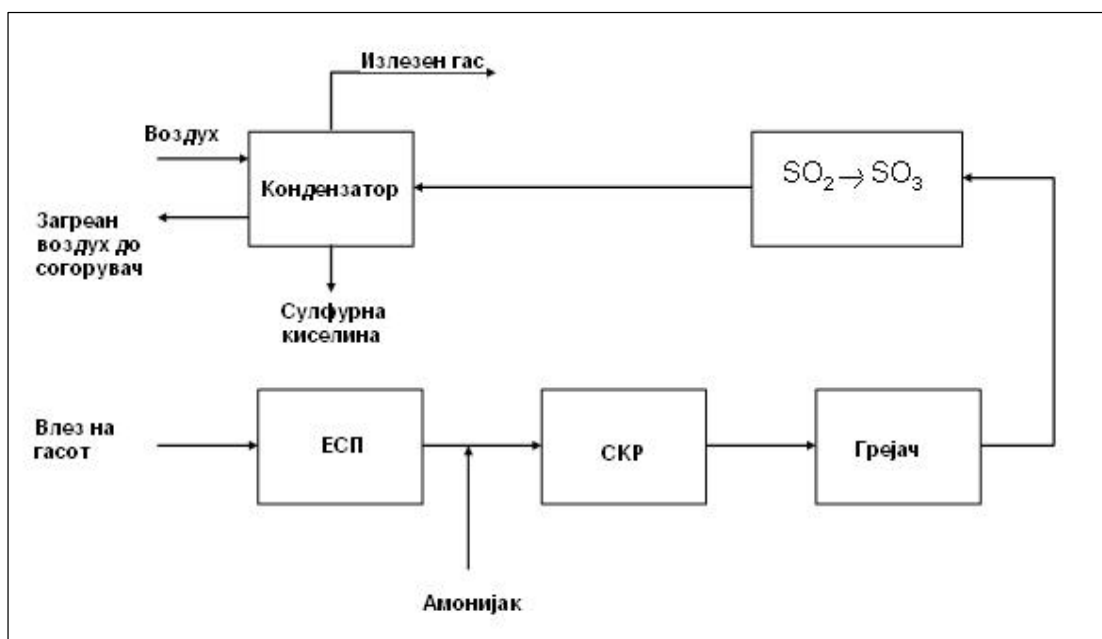 Излезен гас
Воздух
Кондензатор
SO₂→SO₃
Загреан
воздух до
согорувач
Сулфурна
киселина
Влез на
гасот
ЕСП
СКР
Грејач
Амонијак